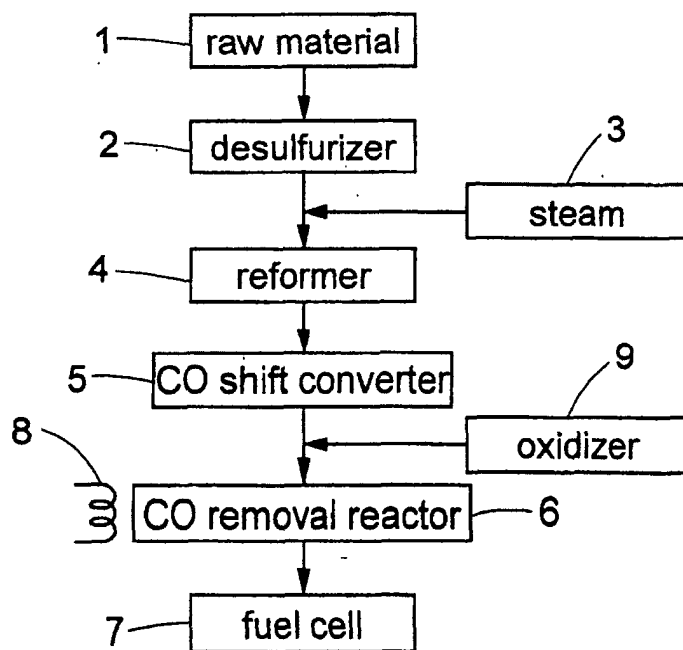 1 raw material
2 desulfurizer
3
steam
4 reformer
5 CO shift converter
9
oxidizer
8
CO removal reactor 6
7 fuel cell